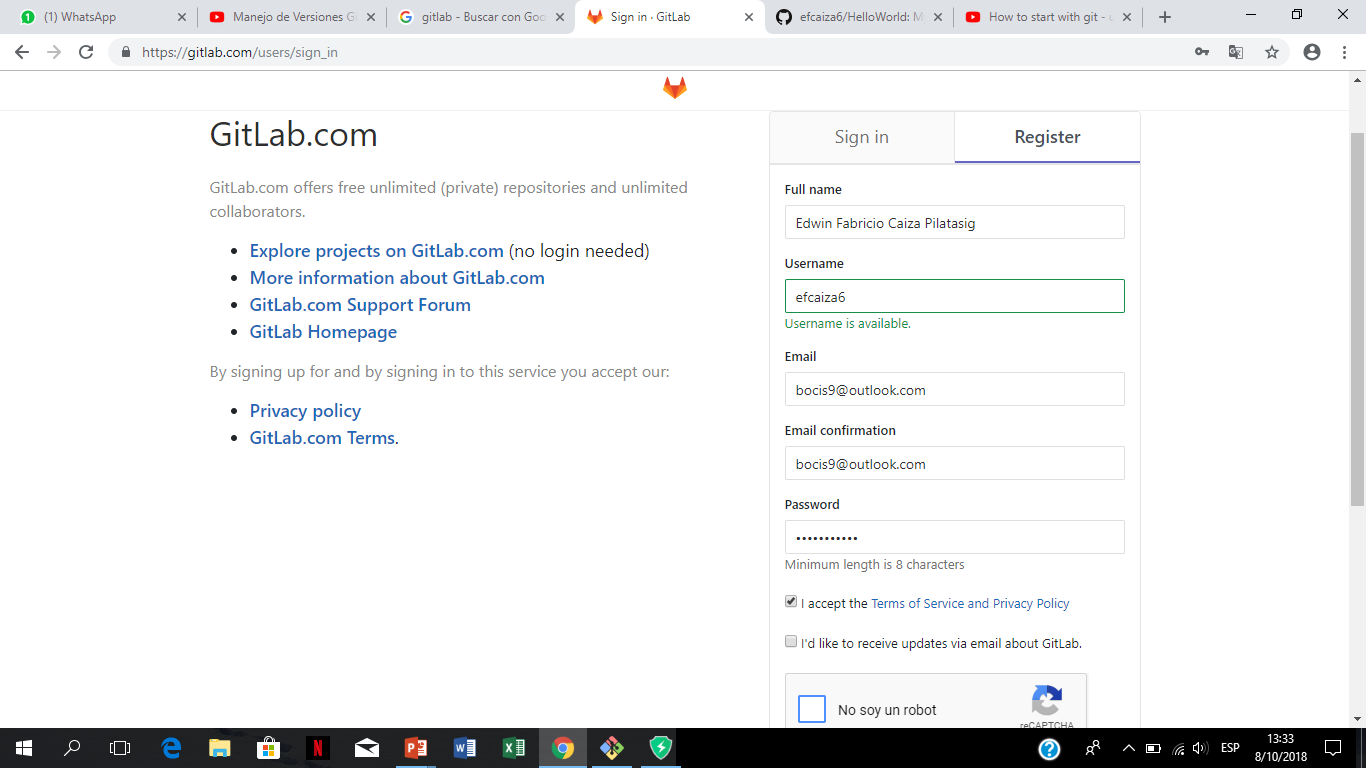 (1) WhatsApp
Manejo de Versiones Gi
gitlab - Buscar con Goo
Sign in · GitLab
efcaiza6/HelloWorld: M
How to start with git - u
https://gitlab.com/users/sign_in
GitLab.com
GitLab.com offers free unlimited (private) repositories and unlimited
collaborators.
Explore projects on GitLab.com (no login needed)
More information about GitLab.com
GitLab.com Support Forum
GitLab Homepage
By signing up for and by signing in to this service you accept our:
Privacy policy
GitLab.com Terms.
Sign in
Register
Full name
Edwin Fabricio Caiza Pilatasig
Username
efcaiza6
Username is available.
Email
bocis9@outlook.com
Email confirmation
bocis9@outlook.com
Password
•••••••••••
Minimum length is 8 characters
I accept the Terms of Service and Privacy Policy
I'd like to receive updates via email about GitLab.
No soy un robot
reCAPTCHA
ESP
13:33
8/10/2018